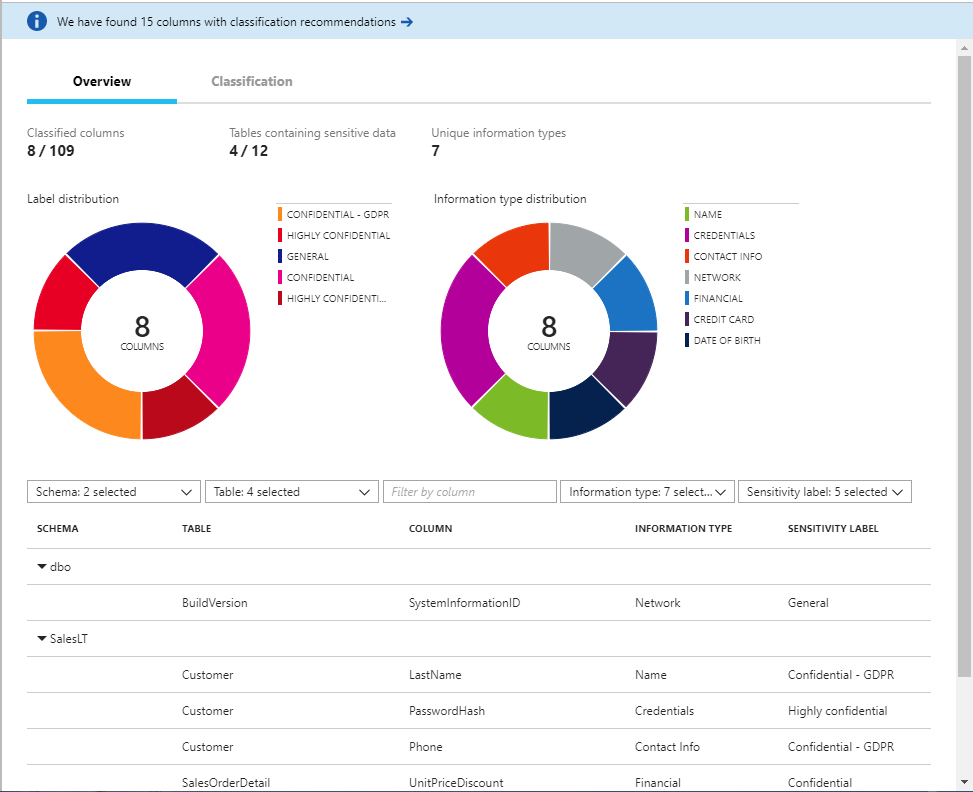 We have found 15 columns with classification recommendations →
Overview Classification
Classified columns Tables containing sensitive data Unique information types
8 / 109 4 / 12 7
Label distribution
CONFIDENTIAL - GDPR
HIGHLY CONFIDENTIAL
GENERAL
CONFIDENTIAL
HIGHLY CONFIDENTI...
8
COLUMNS
Information type distribution
NAME
CREDENTIALS
CONTACT INFO
NETWORK
FINANCIAL
CREDIT CARD
DATE OF BIRTH
8
COLUMNS
Schema: 2 selected Table: 4 selected Filter by column Information type: 7 select... Sensitivity label: 5 selected
SCHEMA TABLE COLUMN INFORMATION TYPE SENSITIVITY LABEL
dbo
BuildVersion SystemInformationID Network General
SalesLT
Customer LastName Name Confidential - GDPR
Customer PasswordHash Credentials Highly confidential
Customer Phone Contact Info Confidential - GDPR
SalesOrderDetail UnitPriceDiscount Financial Confidential